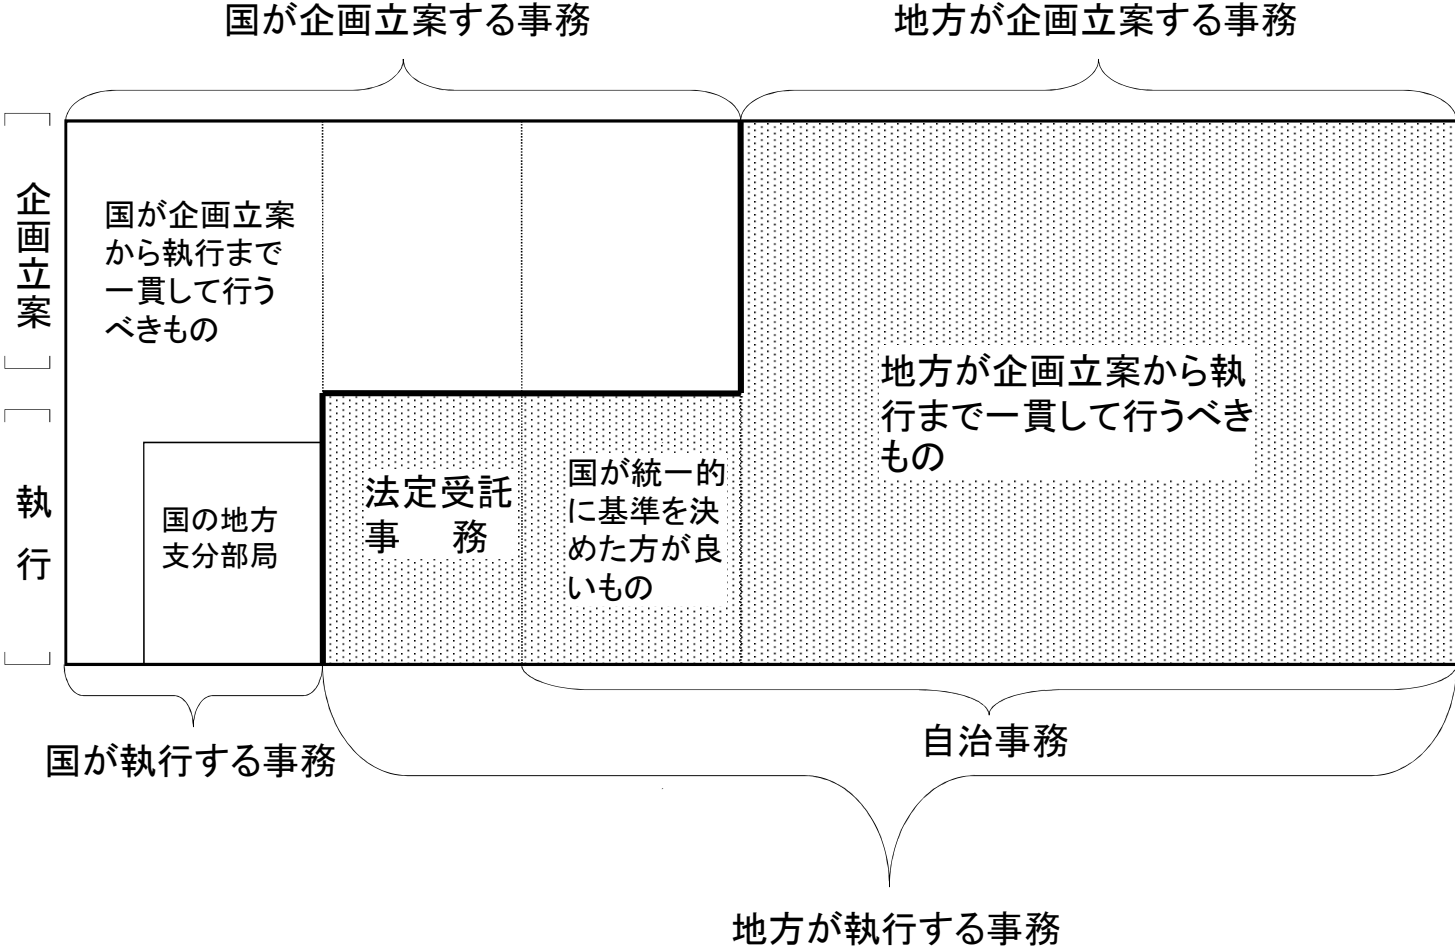 国が企画立案する事務
地方が企画立案する事務
企画立案
国が企画立案
から執行まで
一貫して行う
べきもの
地方が企画立案から執
行まで一貫して行うべき
もの
執行
国の地方
支分部局
法定受託
事　務
国が統一的
に基準を決
めた方が良
いもの
国が執行する事務
自治事務
地方が執行する事務